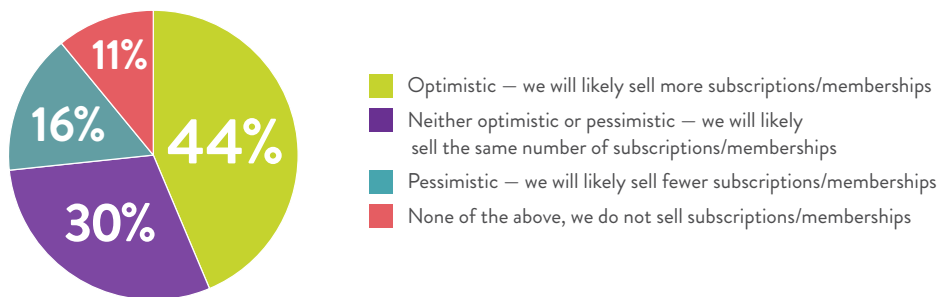 11%
16%
44%
30%
Optimistic — we will likely sell more subscriptions/memberships
Neither optimistic or pessimistic — we will likely
sell the same number of subscriptions/memberships
Pessimistic — we will likely sell fewer subscriptions/memberships
None of the above, we do not sell subscriptions/memberships